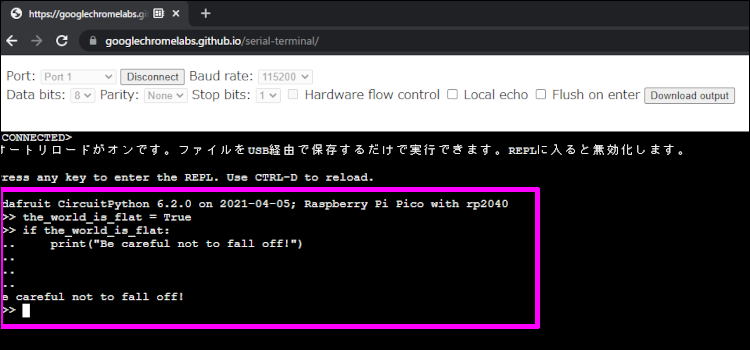 https://googlechromelabs.gi
googlechromelabs.github.io/serial-terminal/
Port: Port 1 Disconnect Baud rate: 115200
Data bits: 8 Parity: None Stop bits: 1 Hardware flow control Local echo Flush on enter Download output
CONNECTED>
オートリロードがオンです。ファイルをUSB経由で保存するだけで実行できます。REPLに入ると無効化します。
ress any key to enter the REPL. Use CTRL-D to reload.
dafruit CircuitPython 6.2.0 on 2021-04-05; Raspberry Pi Pico with rp2040
>> the_world_is_flat = True
>> if the_world_is_flat:
.. print("Be careful not to fall off!")
..
..
..
e careful not to fall off!
>>